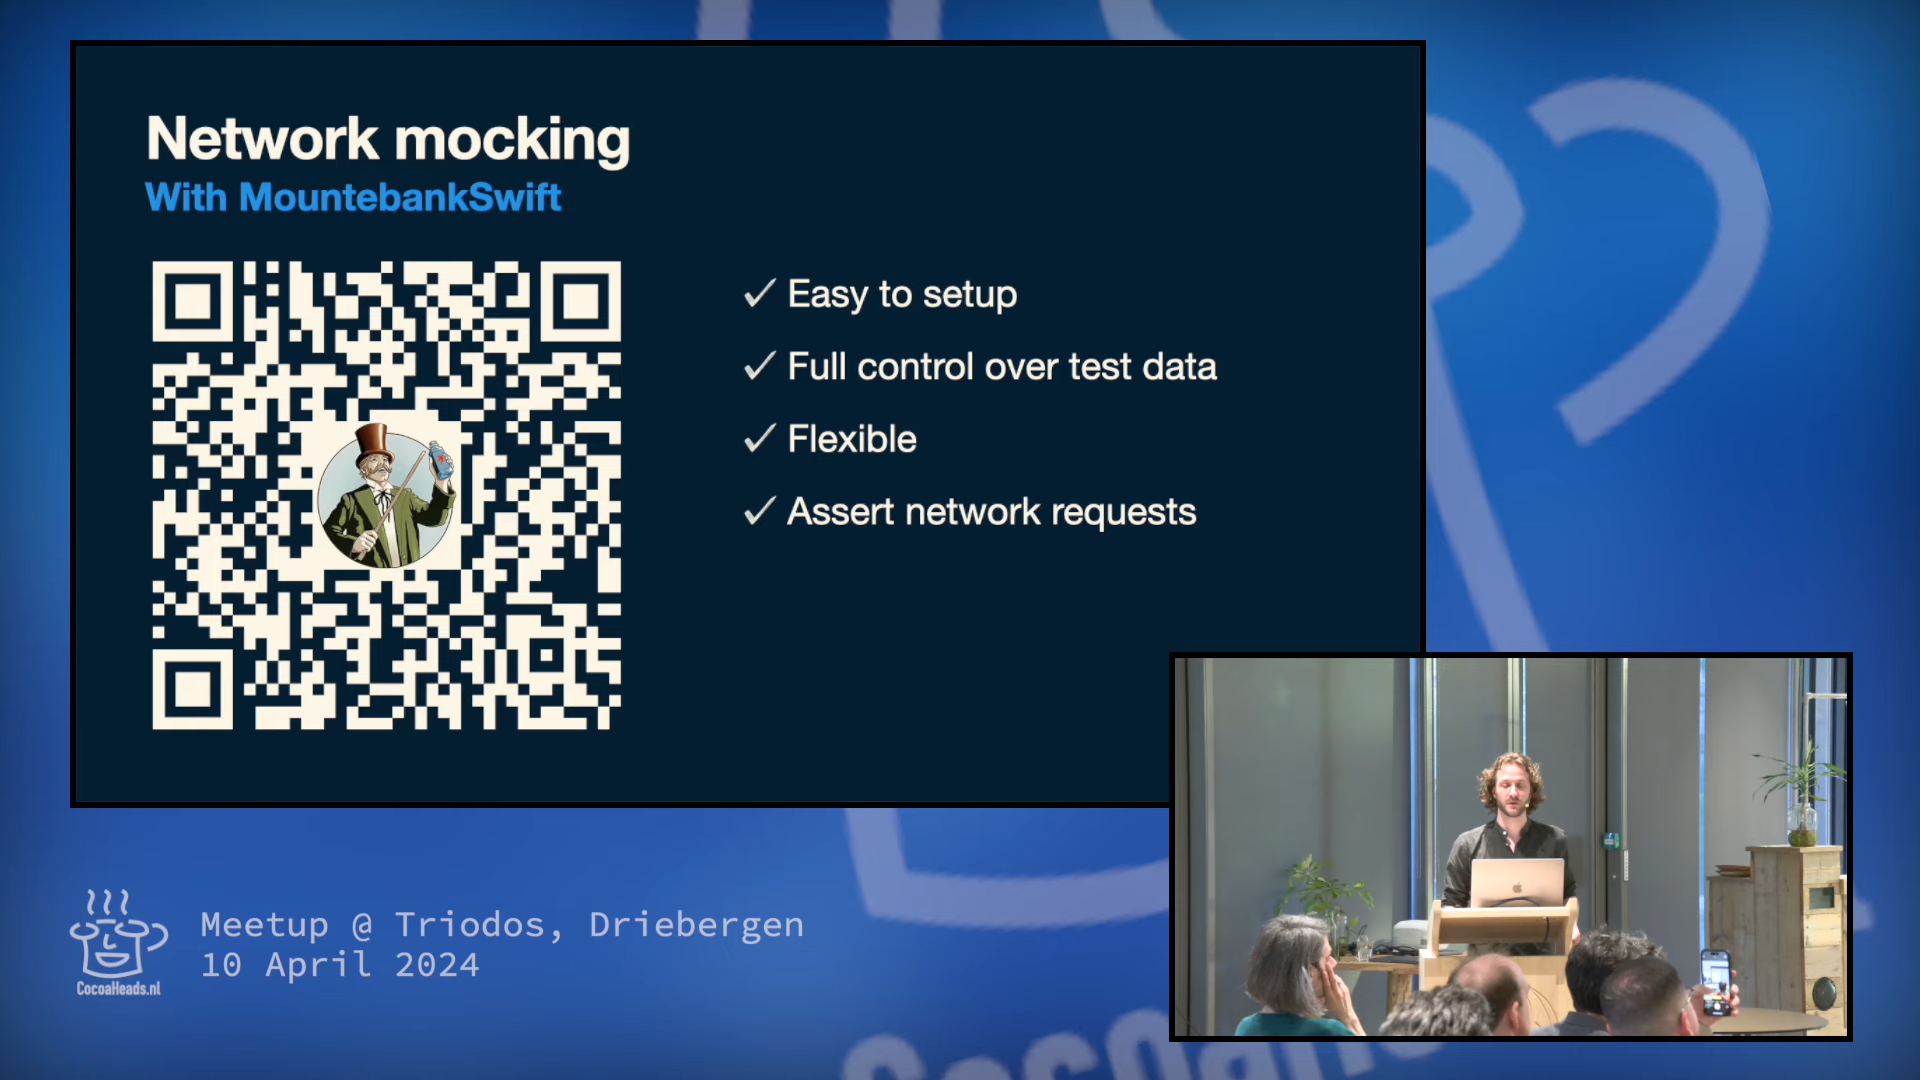 Network mocking
With MountebankSwift
✓ Easy to setup
✓ Full control over test data
✓ Flexible
✓ Assert network requests
Meetup @ Triodos, Driebergen
10 April 2024
CocoaHeads.nl